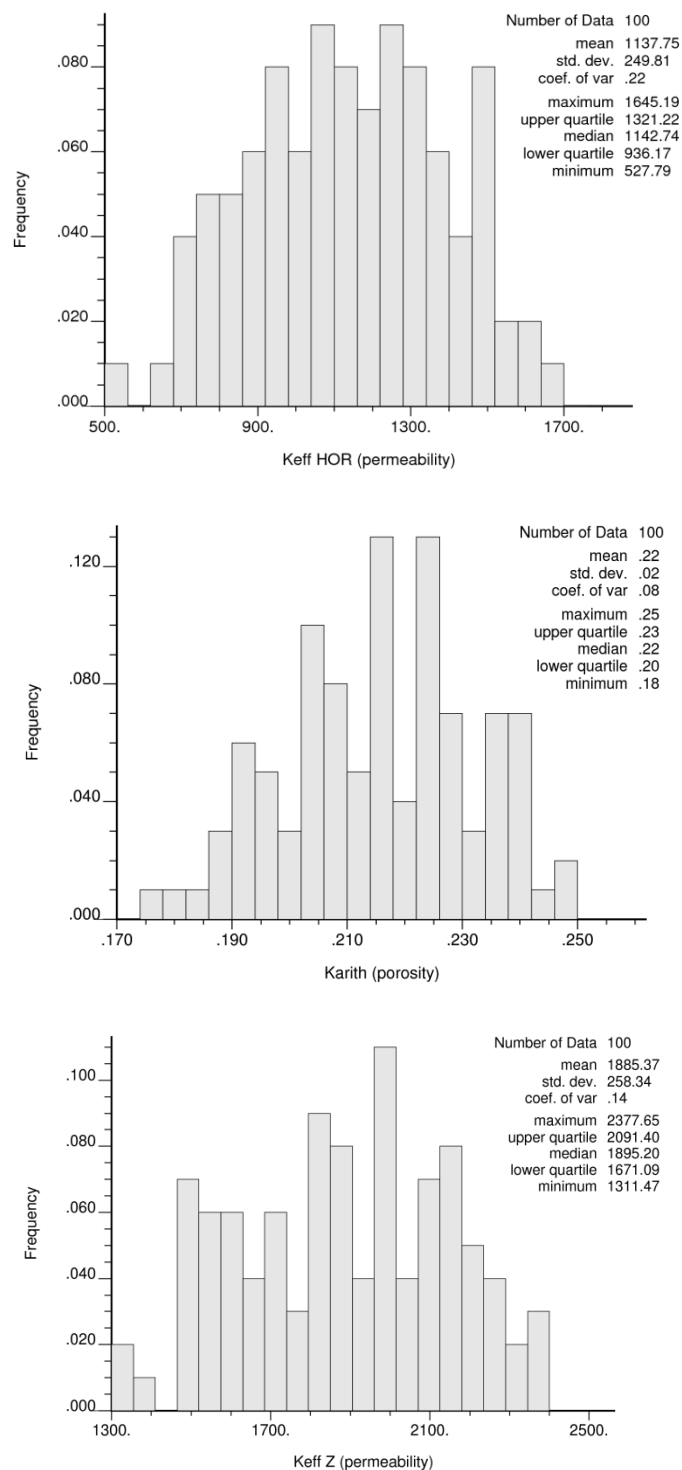 Number of Data 100
mean 1137.75
std. dev. 249.81
coef. of var .22
maximum 1645.19
upper quartile 1321.22
median 1142.74
lower quartile 936.17
minimum 527.79
Frequency
.080
.060
.040
.020
.000
500. 900. 1300. 1700.
Keff HOR (permeability)
Number of Data 100
mean .22
std. dev. .02
coef. of var .08
maximum .25
upper quartile .23
median .22
lower quartile .20
minimum .18
Frequency
.120
.080
.040
.000
.170 .190 .210 .230 .250
Karith (porosity)
Number of Data 100
mean 1885.37
std. dev. 258.34
coef. of var .14
maximum 2377.65
upper quartile 2091.40
median 1895.20
lower quartile 1671.09
minimum 1311.47
Frequency
.100
.080
.060
.040
.020
.000
1300. 1700. 2100. 2500.
Keff Z (permeability)